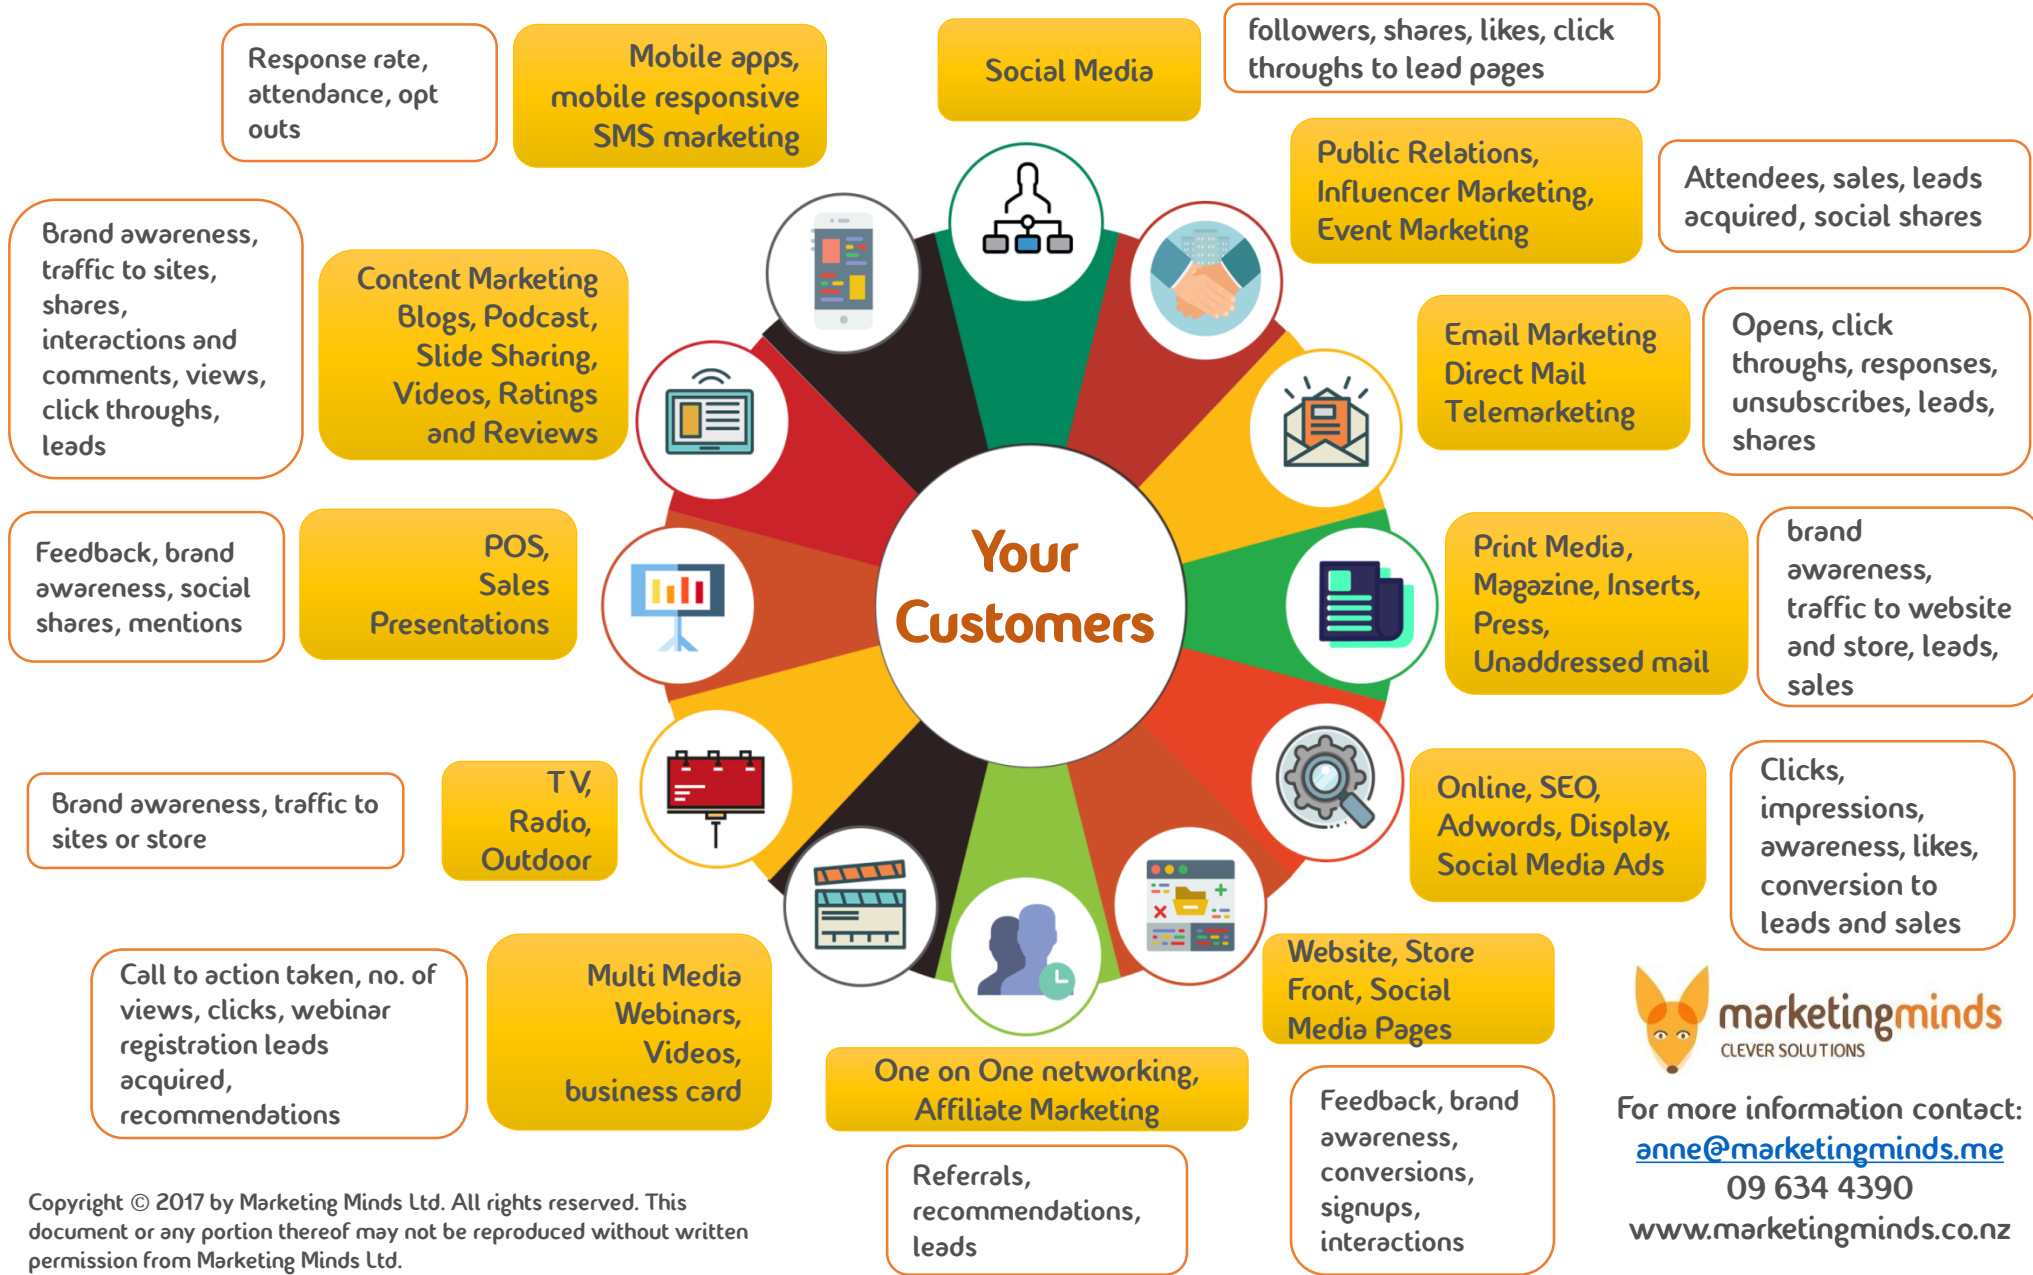 Response rate,
attendance, opt
outs
Mobile apps,
mobile responsive
SMS marketing
Social Media
followers, shares, likes, click
throughs to lead pages
Public Relations,
Influencer Marketing,
Event Marketing
Attendees, sales, leads
acquired, social shares
Brand awareness,
traffic to sites,
shares,
interactions and
comments, views,
click throughs,
leads
Content Marketing
Blogs, Podcast,
Slide Sharing,
Videos, Ratings
and Reviews
Email Marketing
Direct Mail
Telemarketing
Opens, click
throughs, responses,
unsubscribes, leads,
shares
Feedback, brand
awareness, social
shares, mentions
POS,
Sales
Presentations
Your
Customers
Print Media,
Magazine, Inserts,
Press,
Unaddressed mail
brand
awareness,
traffic to website
and store, leads,
sales
Brand awareness, traffic to
sites or store
TV,
Radio,
Outdoor
Online, SEO,
Adwords, Display,
Social Media Ads
Clicks,
impressions,
awareness, likes,
conversion to
leads and sales
Call to action taken, no. of
views, clicks, webinar
registration leads
acquired,
recommendations
Multi Media
Webinars,
Videos,
business card
One on One networking,
Affiliate Marketing
Referrals,
recommendations,
leads
Website, Store
Front, Social
Media Pages
Feedback, brand
awareness,
conversions,
signups,
interactions
marketingminds
CLEVER SOLUTIONS
For more information contact:
anne@marketingminds.me
09 634 4390
www.marketingminds.co.nz
Copyright © 2017 by Marketing Minds Ltd. All rights reserved. This
document or any portion thereof may not be reproduced without written
permission from Marketing Minds Ltd.